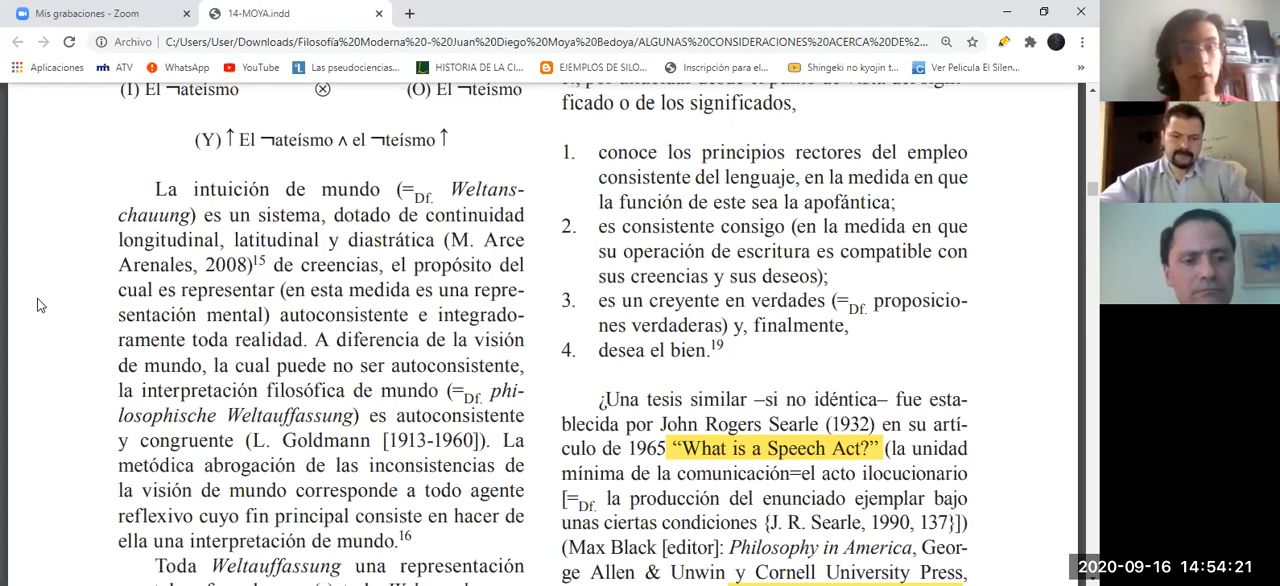 Mis grabaciones - Zoom
14-MOYA.indd
Archivo
C:/Users/User/Downloads/Filosofía%20Moderna%20-%20Juan%20Diego%20Moya%20Bedoya/ALGUNAS%20CONSIDERACIONES%20ACERCA%20DE%2...
Aplicaciones
mh ATV
WhatsApp
YouTube
Las pseudociencias...
HISTORIA DE LA CI...
EJEMPLOS DE SILO...
Inscripción para el...
Shingeki no kyojin t...
Ver Pelicula El Silen...
»
(I) El ¬ateísmo ⊗ (O) El ¬teísmo
(Y) ↑ El ¬ateísmo ∧ el ¬teísmo ↑
La intuición de mundo (=Df. Weltans-
chauung) es un sistema, dotado de continuidad
longitudinal, latitudinal y diastrática (M. Arce
Arenales, 2008)15 de creencias, el propósito del
cual es representar (en esta medida es una repre-
sentación mental) autoconsistente e integrado-
ramente toda realidad. A diferencia de la visión
de mundo, la cual puede no ser autoconsistente,
la interpretación filosófica de mundo (=Df. phi-
losophische Weltauffassung) es autoconsistente
y congruente (L. Goldmann [1913-1960]). La
metódica abrogación de las inconsistencias de
la visión de mundo corresponde a todo agente
reflexivo cuyo fin principal consiste en hacer de
ella una interpretación de mundo.16
Toda Weltauffassung una representación
ficado o de los significados,
1. conoce los principios rectores del empleo
consistente del lenguaje, en la medida en que
la función de este sea la apofántica;
2. es consistente consigo (en la medida en que
su operación de escritura es compatible con
sus creencias y sus deseos);
3. es un creyente en verdades (=Df. proposicio-
nes verdaderas) y, finalmente,
4. desea el bien.19
¿Una tesis similar –si no idéntica– fue esta-
blecida por John Rogers Searle (1932) en su artí-
culo de 1965 “What is a Speech Act?” (la unidad
mínima de la comunicación=el acto ilocucionario
[=Df. la producción del enunciado ejemplar bajo
unas ciertas condiciones {J. R. Searle, 1990, 137}])
(Max Black [editor]: Philosophy in America, Geor-
ge Allen & Unwin y Cornell University Press,
2020-09-16 14:54:21